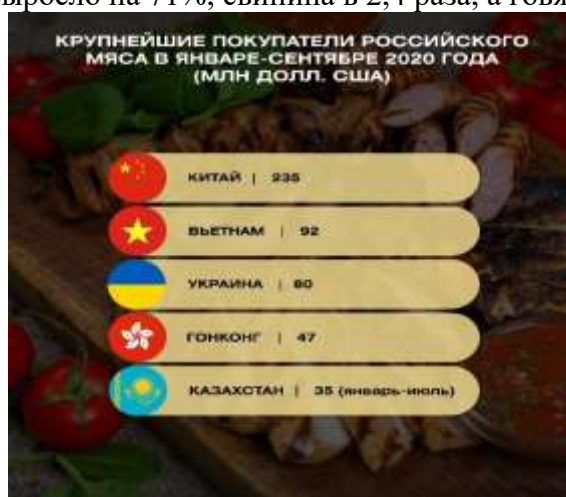 выросло на 71%, свинина в 2,4 раза, а говя
КРУПНЕЙШИЕ ПОКУПАТЕЛИ РОССИЙСКОГО
МЯСА В ЯНВАРЕ-СЕНТЯБРЕ 2020 ГОДА
(МЛН ДОЛЛ. США)
КИТАЙ | 235
ВЬЕТНАМ | 92
УКРАИНА |
ГОНКОНГ | 47
КАЗАХСТАН | 35 (январь-июль)